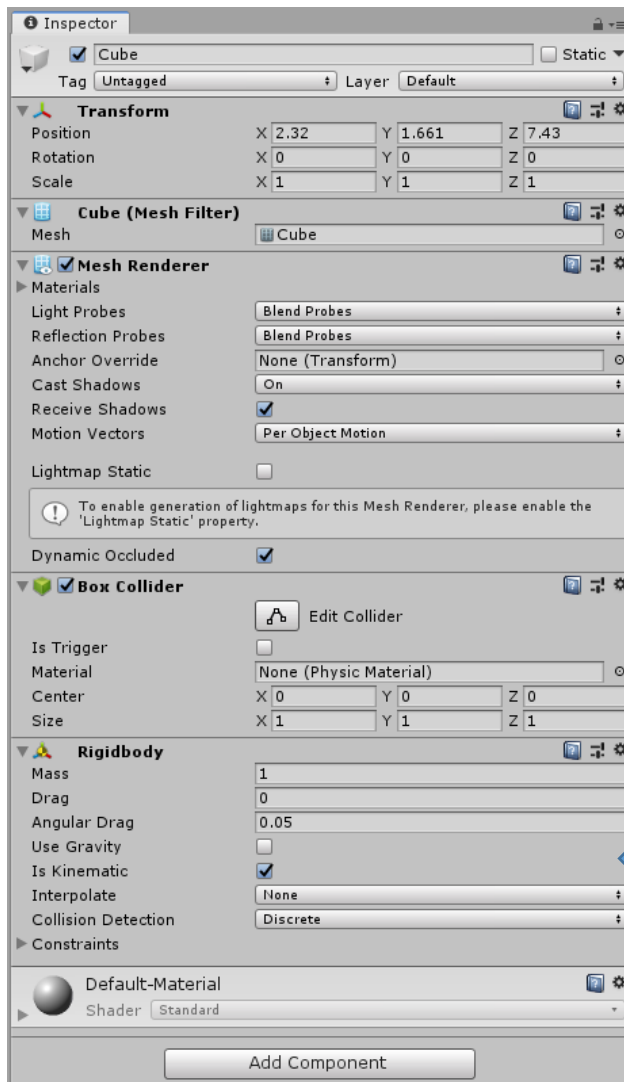 Inspector
Cube Static
Tag Untagged Layer Default
Transform
Position X 2.32 Y 1.661 Z 7.43
Rotation X 0 Y 0 Z 0
Scale X 1 Y 1 Z 1
Cube (Mesh Filter)
Mesh Cube
Mesh Renderer
Materials
Light Probes Blend Probes
Reflection Probes Blend Probes
Anchor Override None (Transform)
Cast Shadows On
Receive Shadows
Motion Vectors Per Object Motion
Lightmap Static
To enable generation of lightmaps for this Mesh Renderer, please enable the
'Lightmap Static' property.
Dynamic Occluded
Box Collider
Edit Collider
Is Trigger
Material None (Physic Material)
Center X 0 Y 0 Z 0
Size X 1 Y 1 Z 1
Rigidbody
Mass 1
Drag 0
Angular Drag 0.05
Use Gravity
Is Kinematic
Interpolate None
Collision Detection Discrete
Constraints
Default-Material
Shader Standard
Add Component